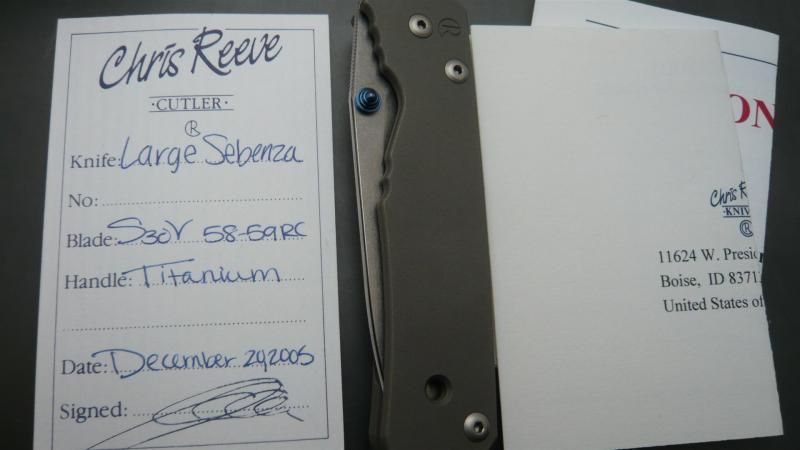 Chris Reeve
·CUTLER·
R
Knife: Large Sebenza
No:
Blade: S30V 58-59RC
Handle: Titanium
Date: December 29, 2005
Signed:
R
ON
Chris R
KNIV
R
11624 W. Presid
Boise, ID 8371
United States of